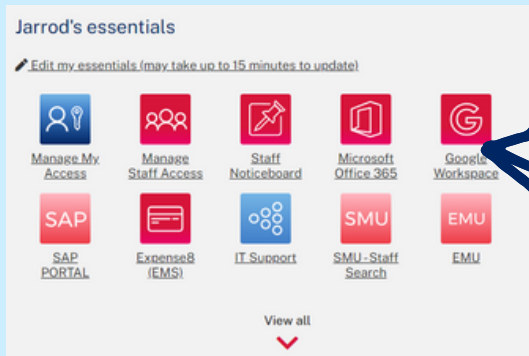 Jarrod's essentials
Edit my essentials (may take up to 15 minutes to update)
Manage My
Access
Manage
Staff Access
Staff
Noticeboard
Microsoft
Office 365
G
Google
Workspace
SAP
SAP
PORTAL
Expense8
(EMS)
IT Support
SMU
SMU - Staff
Search
EMU
EMU
View all